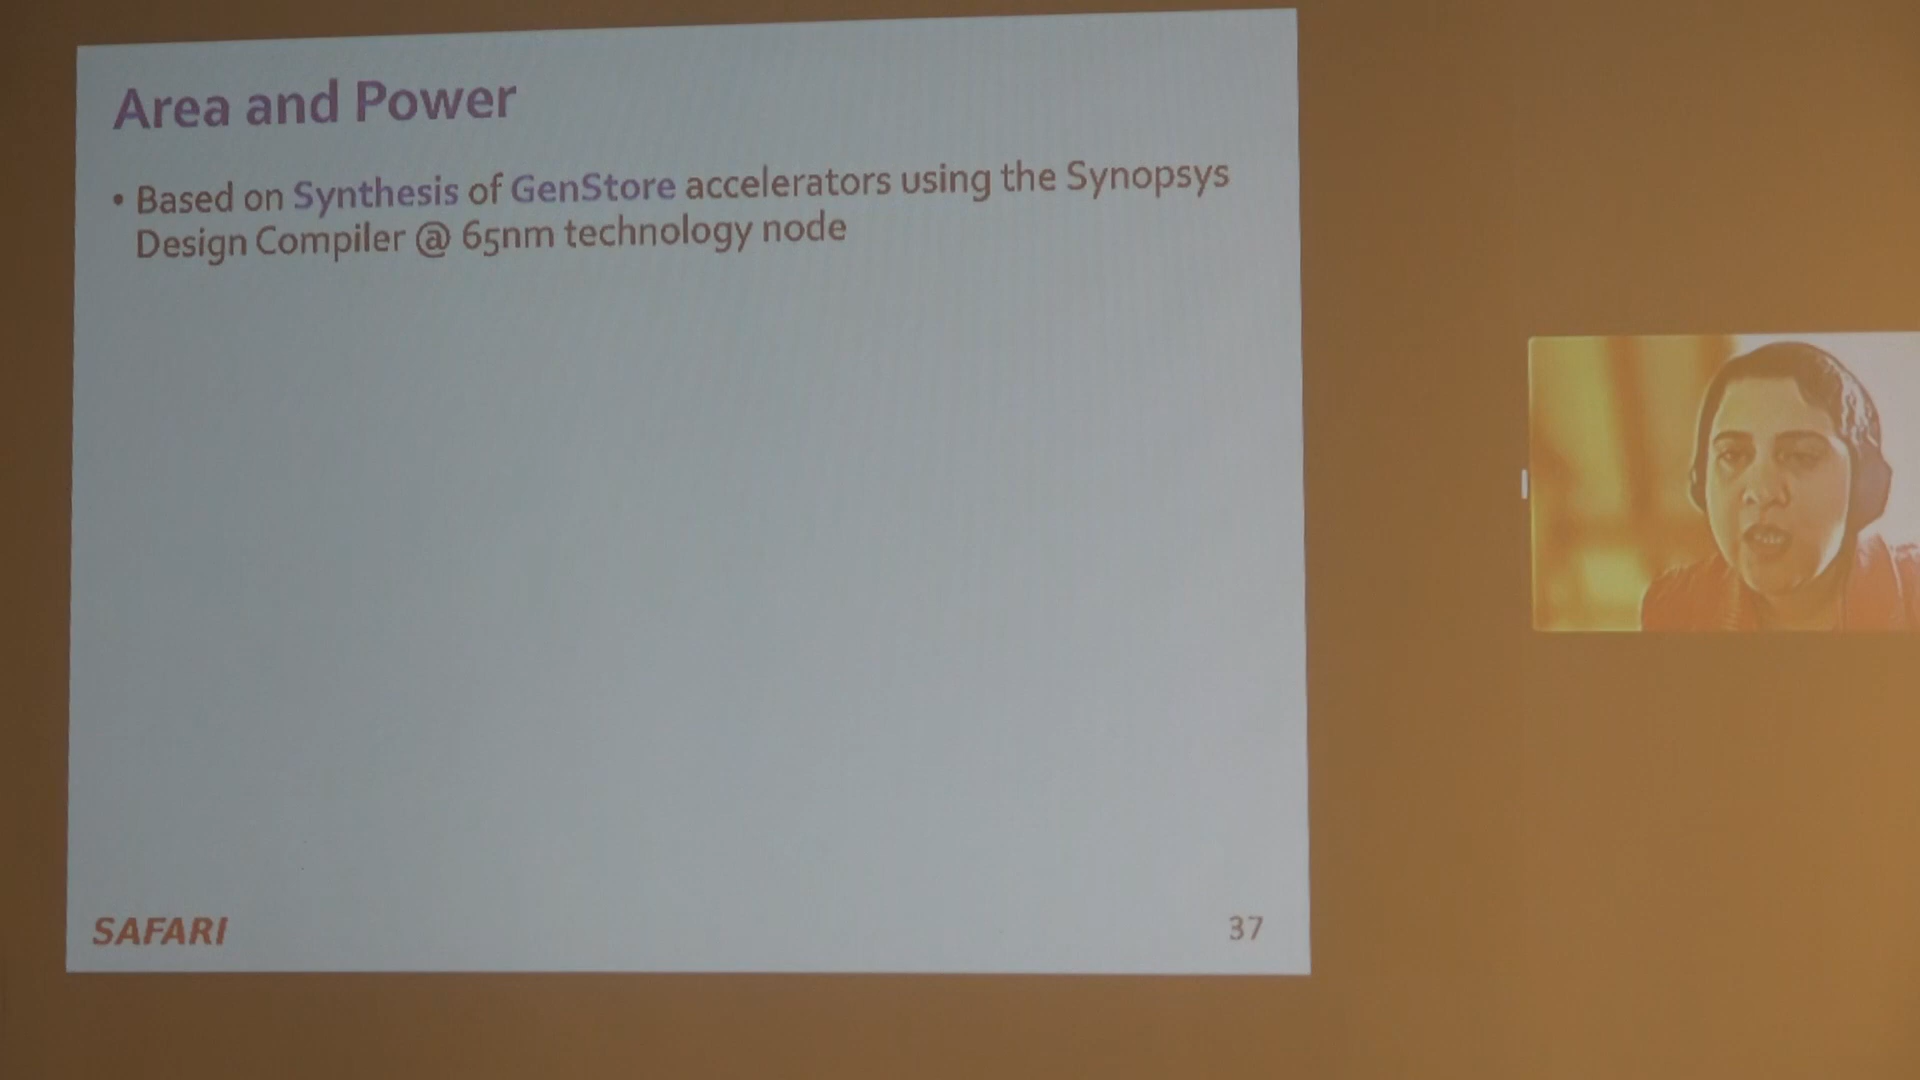 Area and Power
• Based on Synthesis of GenStore accelerators using the Synopsys
Design Compiler @ 65nm technology node
SAFARI
37